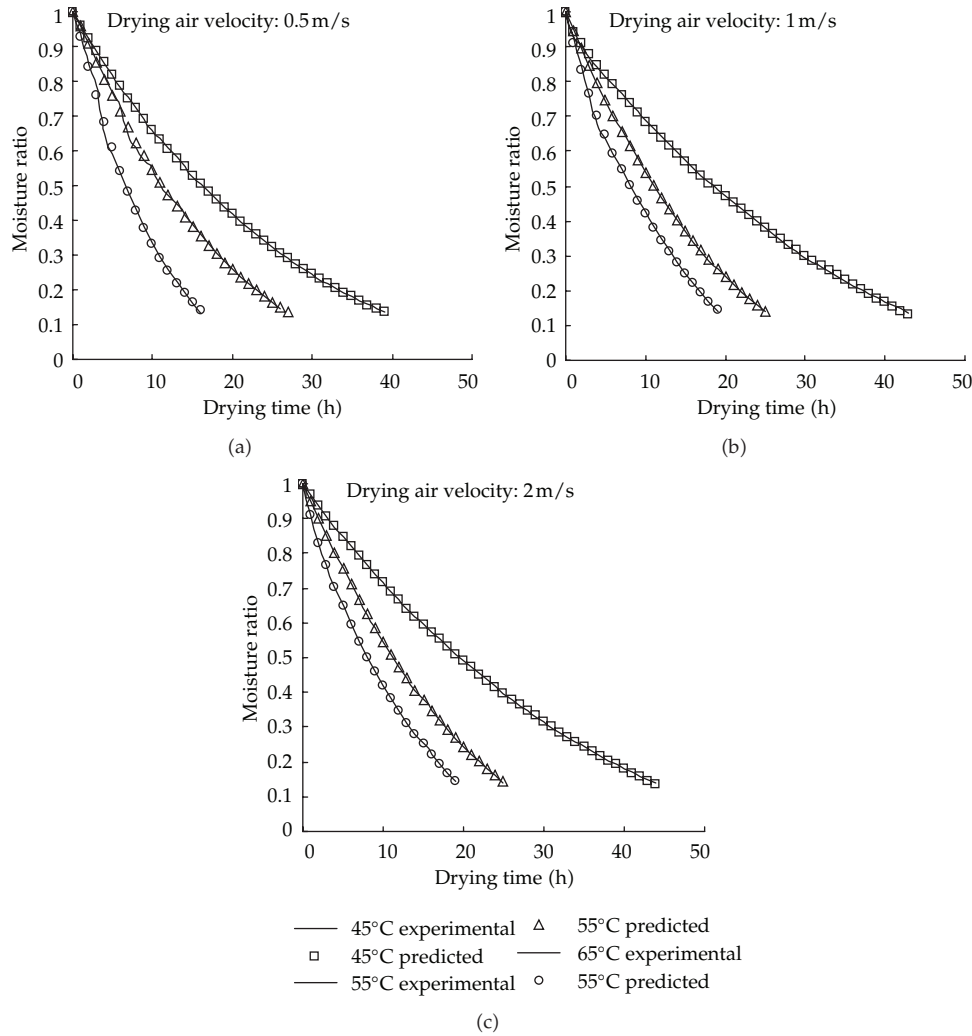 Drying air velocity: 0.5 m/s
1
0.9
0.8
0.7
0.6
0.5
0.4
0.3
0.2
0.1
0
Moisture ratio
0 10 20 30 40 50
Drying time (h)
(a)
Drying air velocity: 1 m/s
1
0.9
0.8
0.7
0.6
0.5
0.4
0.3
0.2
0.1
0
Moisture ratio
0 10 20 30 40 50
Drying time (h)
(b)
Drying air velocity: 2 m/s
1
0.9
0.8
0.7
0.6
0.5
0.4
0.3
0.2
0.1
0
Moisture ratio
0 10 20 30 40 50
Drying time (h)
45°C experimental
45°C predicted
55°C experimental
55°C predicted
65°C experimental
55°C predicted
(c)